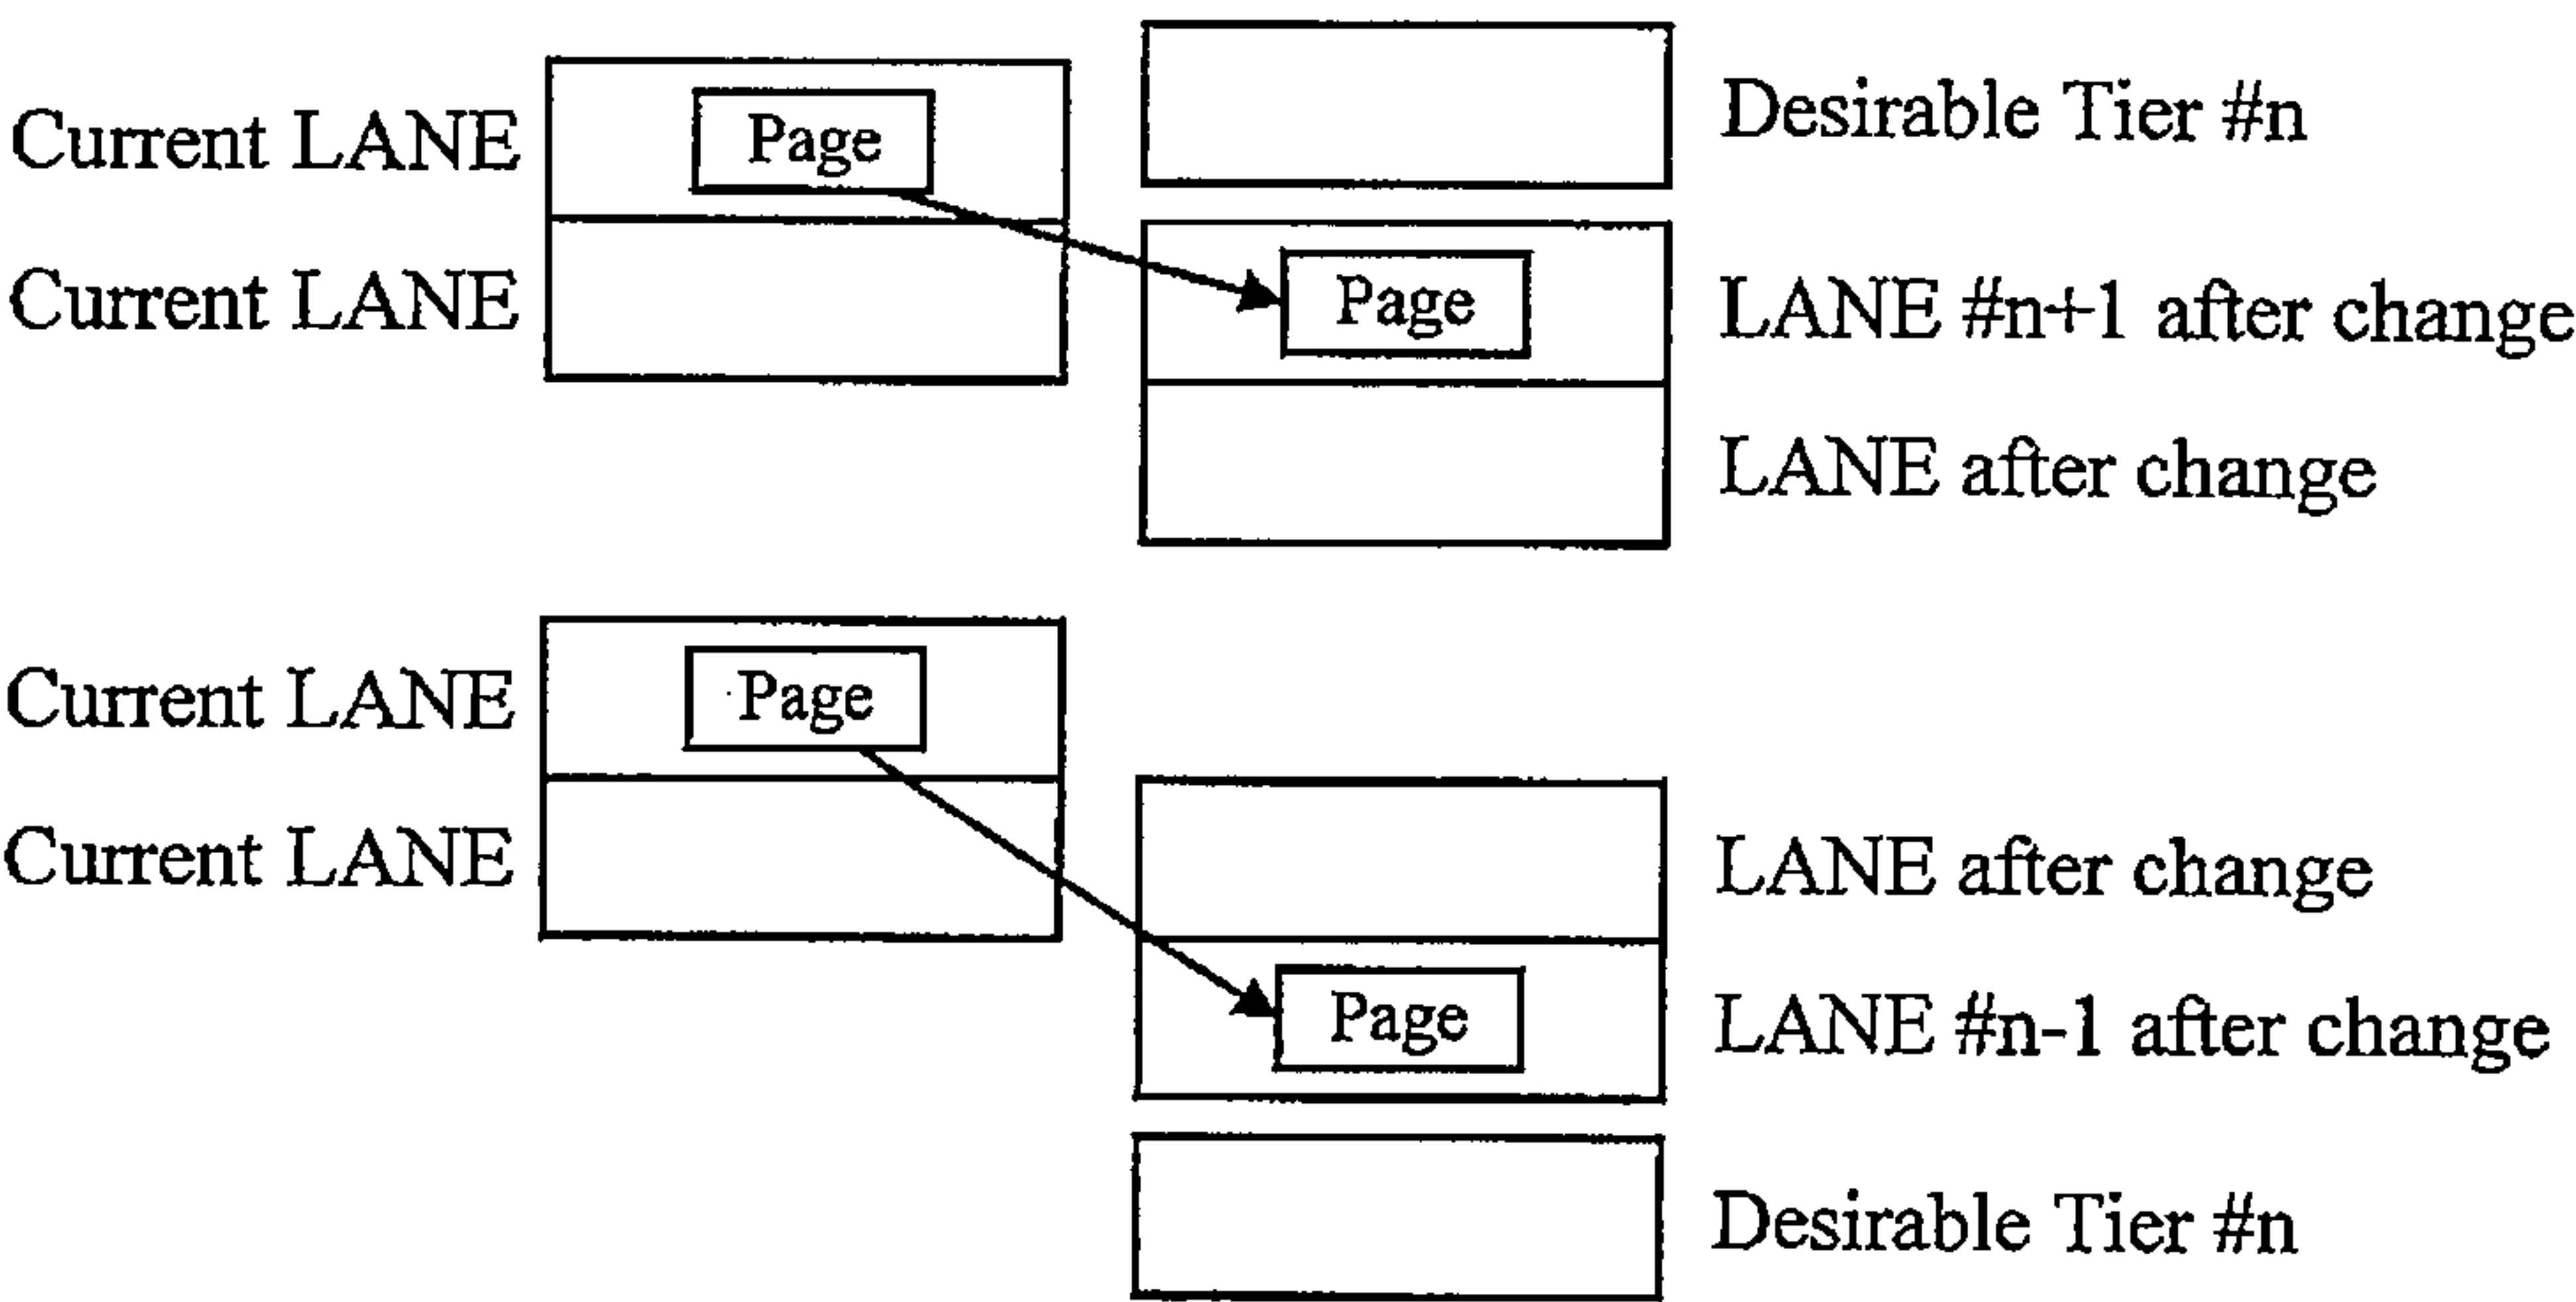 Desirable Tier #n
Current LANE
Page
Current LANE
Page
LANE #n+1 after change
LANE after change
Current LANE
Page
Current LANE
LANE after change
Page
LANE #n-1 after change
Desirable Tier #n